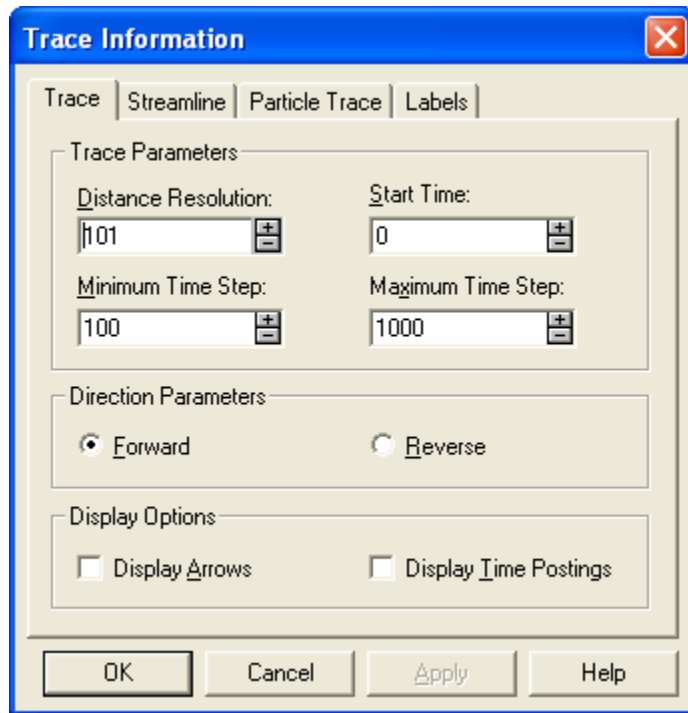 Trace Information
Trace Streamline Particle Trace Labels
Trace Parameters
Distance Resolution: Start Time:
101 0
Minimum Time Step: Maximum Time Step:
100 1000
Direction Parameters
Forward Reverse
Display Options
Display Arrows Display Time Postings
OK Cancel Apply Help